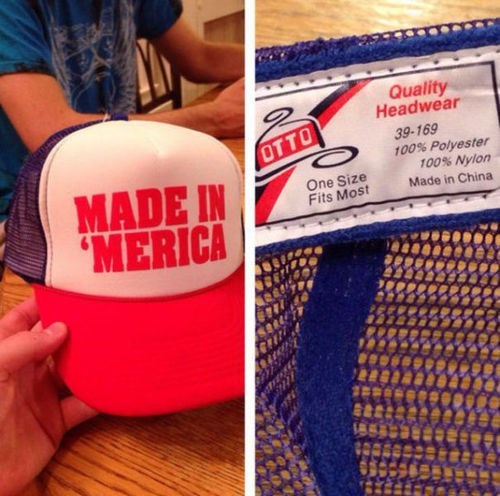 MADE IN
'MERICA
OTTO
Quality
Headwear
39-169
100% Polyester
100% Nylon
Made in China
One Size
Fits Most